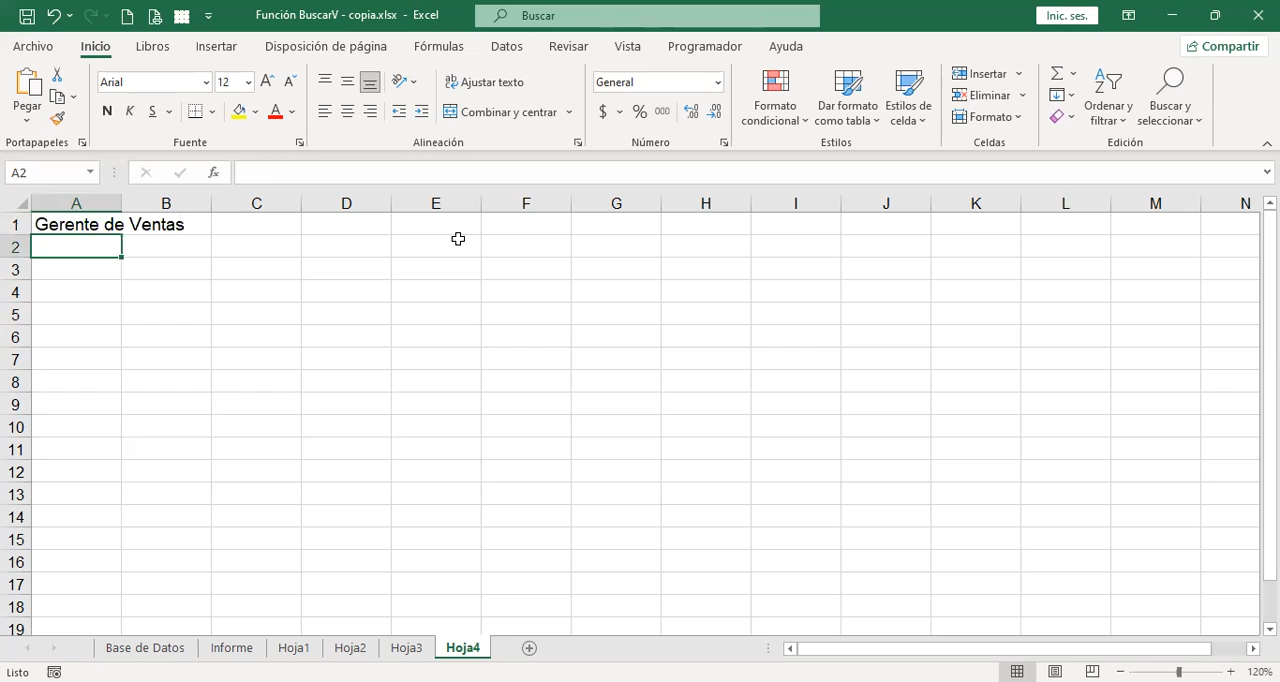 Función BuscarV - copia.xlsx - Excel
Buscar
Inic. ses.
Archivo Inicio Libros Insertar Disposición de página Fórmulas Datos Revisar Vista Programador Ayuda
Compartir
Pegar
Portapapeles
Arial 12
N K S
Fuente
Ajustar texto
Combinar y centrar
Alineación
General
$ % 000
Número
Formato condicional
Dar formato como tabla
Estilos de celda
Estilos
Insertar
Eliminar
Formato
Celdas
Ordenar y filtrar
Buscar y seleccionar
Edición
A2
fx
A B C D E F G H I J K L M N
1 Gerente de Ventas
2
3
4
5
6
7
8
9
10
11
12
13
14
15
16
17
18
19
Base de Datos Informe Hoja1 Hoja2 Hoja3 Hoja4
Listo
120%